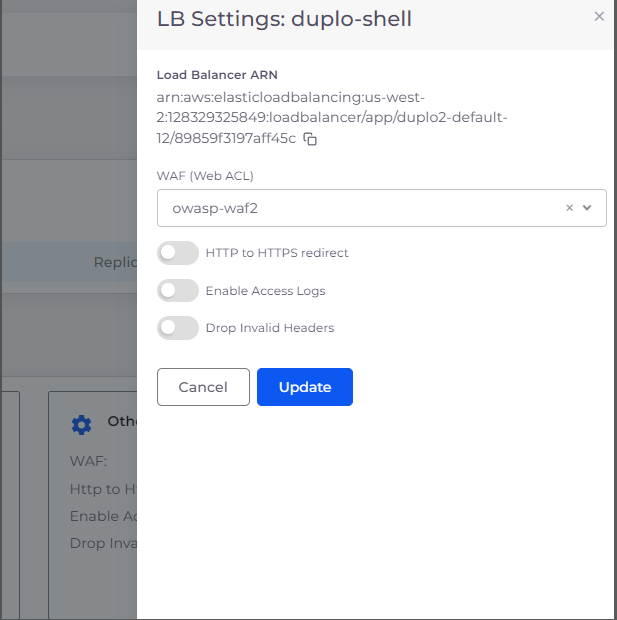 LB Settings: duplo-shell
Load Balancer ARN
arn:aws:elasticloadbalancing:us-west-
2:128329325849:loadbalancer/app/duplo2-default-
12/89859f3197aff45c
WAF (Web ACL)
owasp-waf2
HTTP to HTTPS redirect
Enable Access Logs
Drop Invalid Headers
Cancel
Update
Replic
Othe
WAF:
Http to H
Enable Ac
Drop Inva